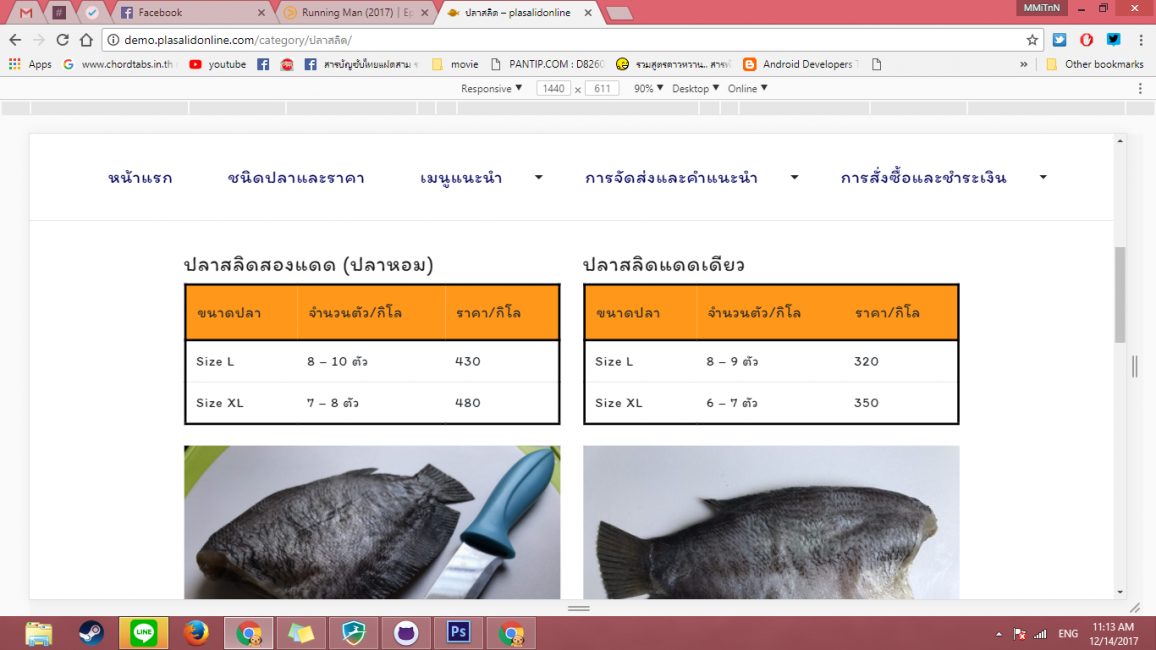 MMiTnN
Facebook
Running Man (2017) | Ep
ปลาสลิด – plasalidonline
demo.plasalidonline.com/category/ปลาสลิด/
Apps
www.chordtabs.in.th
youtube
สารบัญซับไทยแฝดสาม
movie
PANTIP.COM : D8260
รวมสูตรดาวหวาน..
Android Developers
»
Other bookmarks
Responsive ▼ 1440 x 611 90% ▼ Desktop ▼ Online ▼
หน้าแรก ชนิดปลาและราคา เมนูแนะนำ การจัดส่งและคำแนะนำ การสั่งซื้อและชำระเงิน
ปลาสลิดสองแดด (ปลาหอม)
ขนาดปลา จำนวนตัว/กิโล ราคา/กิโล
Size L 8 – 10 ตัว 430
Size XL 7 – 8 ตัว 480
ปลาสลิดแดดเดียว
ขนาดปลา จำนวนตัว/กิโล ราคา/กิโล
Size L 8 – 9 ตัว 320
Size XL 6 – 7 ตัว 350
LINE
Ps
ENG
11:13 AM
12/14/2017